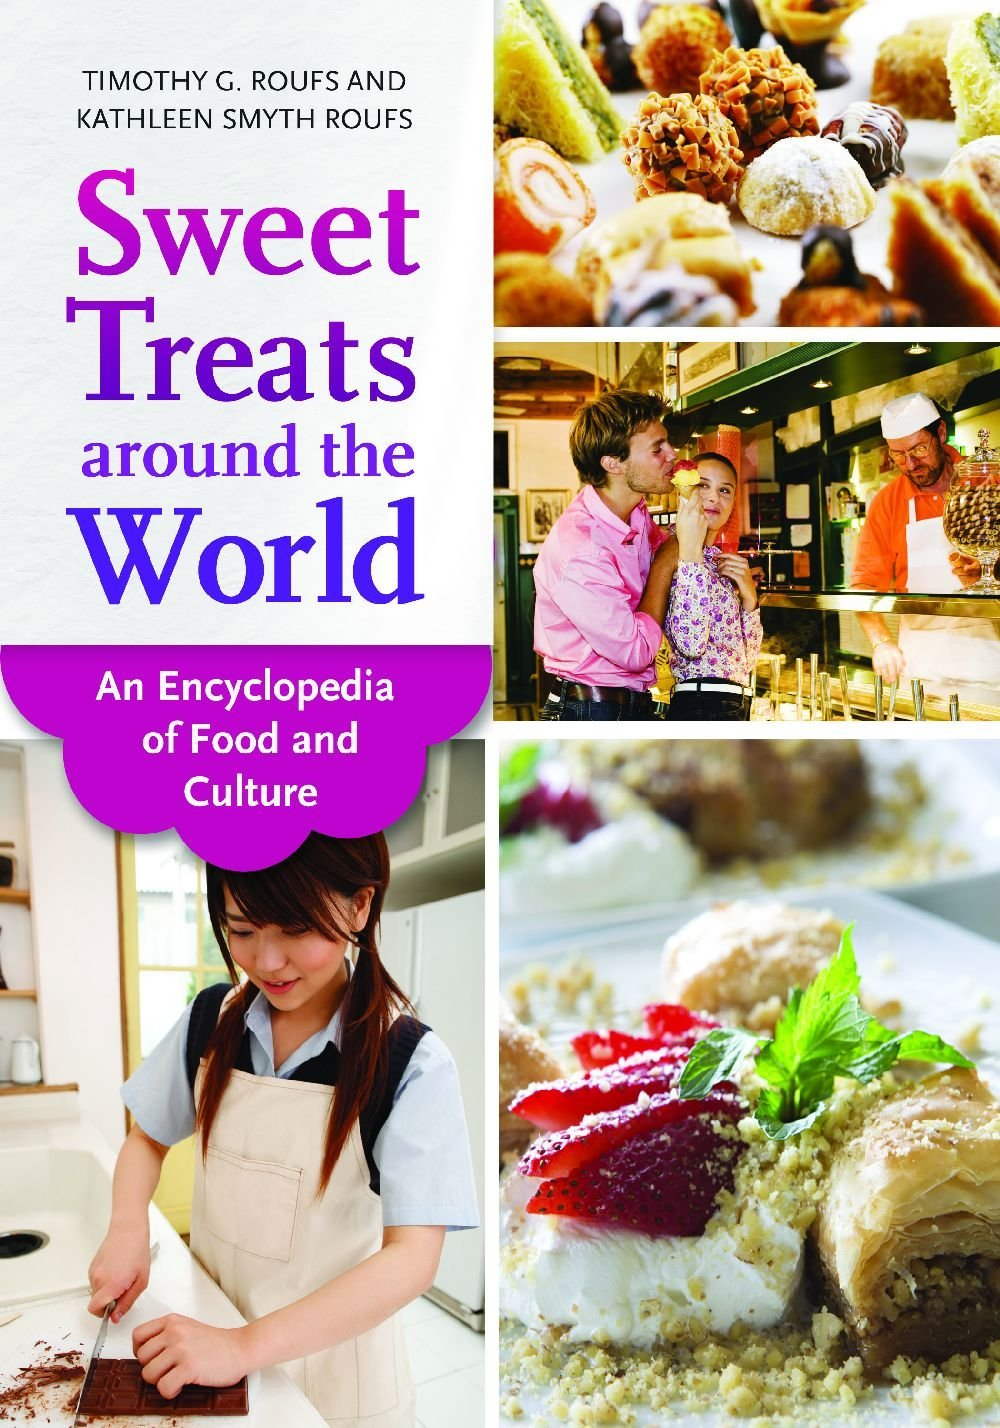 TIMOTHY G. ROUFS AND
KATHLEEN SMYTH ROUFS
Sweet
Treats
around the
World
An Encyclopedia
of Food and
Culture